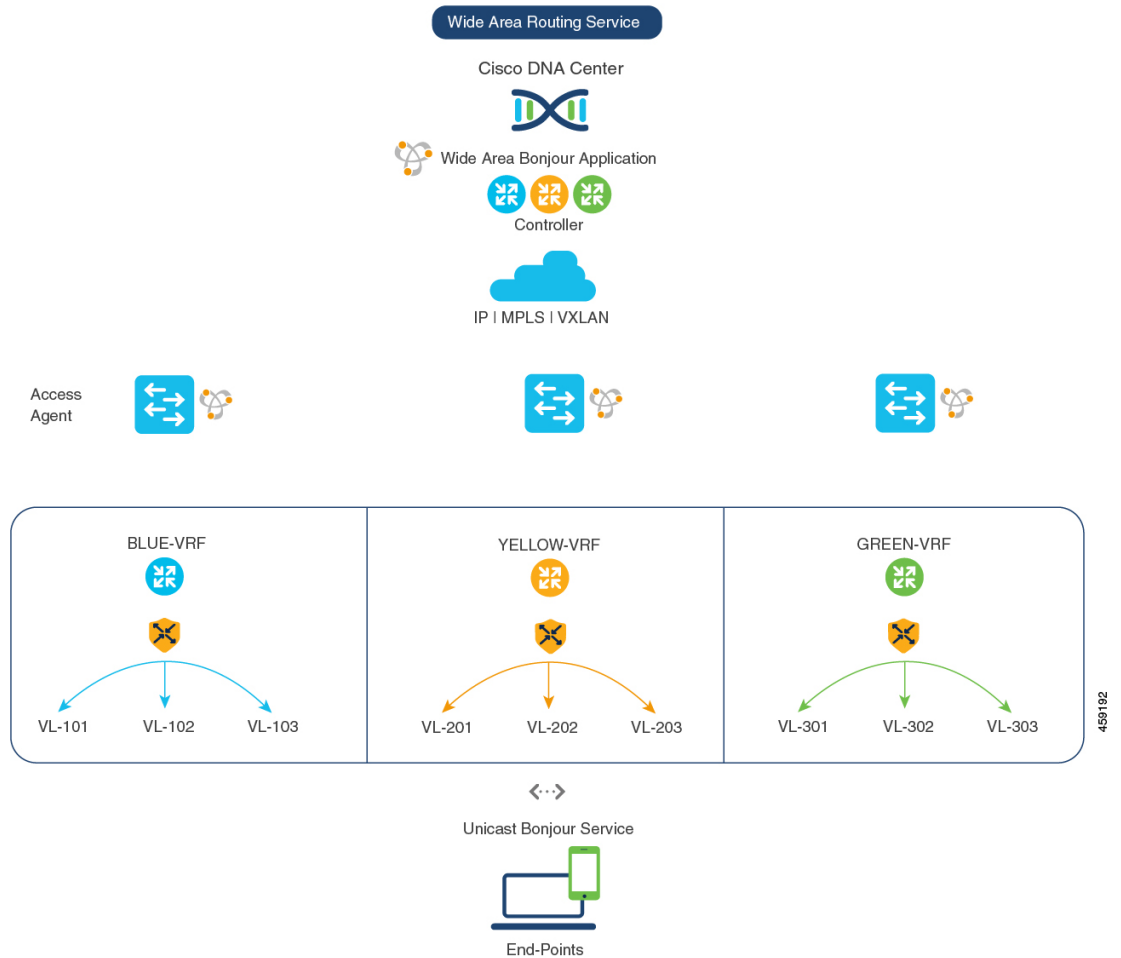 Wide Area Routing Service
Cisco DNA Center
Wide Area Bonjour Application
Controller
IP | MPLS | VXLAN
Access
Agent
BLUE-VRF
YELLOW-VRF
GREEN-VRF
VL-101
VL-102
VL-103
VL-201
VL-202
VL-203
VL-301
VL-302
VL-303
459192
Unicast Bonjour Service
End-Points